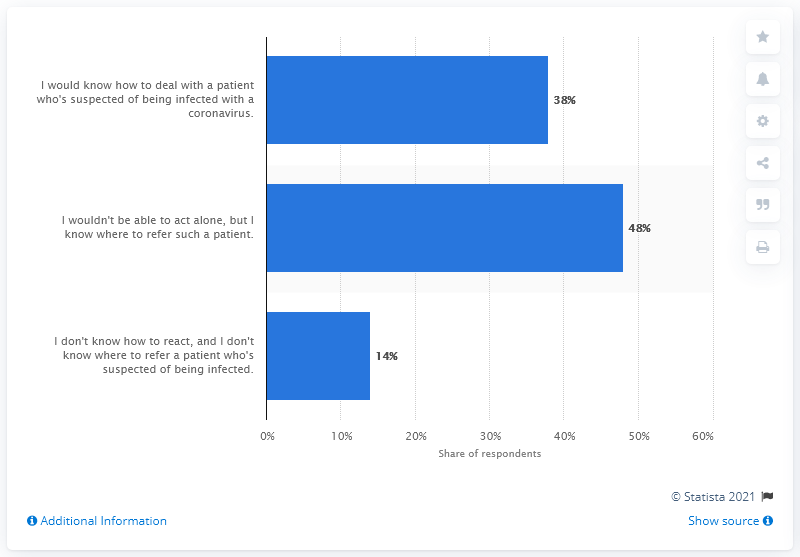 I would know how to deal with a patient
who's suspected of being infected with a
coronavirus.
38%
I wouldn't be able to act alone, but I
know where to refer such a patient.
48%
I don't know how to react, and I don't
know where to refer a patient who's
suspected of being infected.
14%
0% 10% 20% 30% 40% 50% 60%
Share of respondents
© Statista 2021
Additional Information
Show source